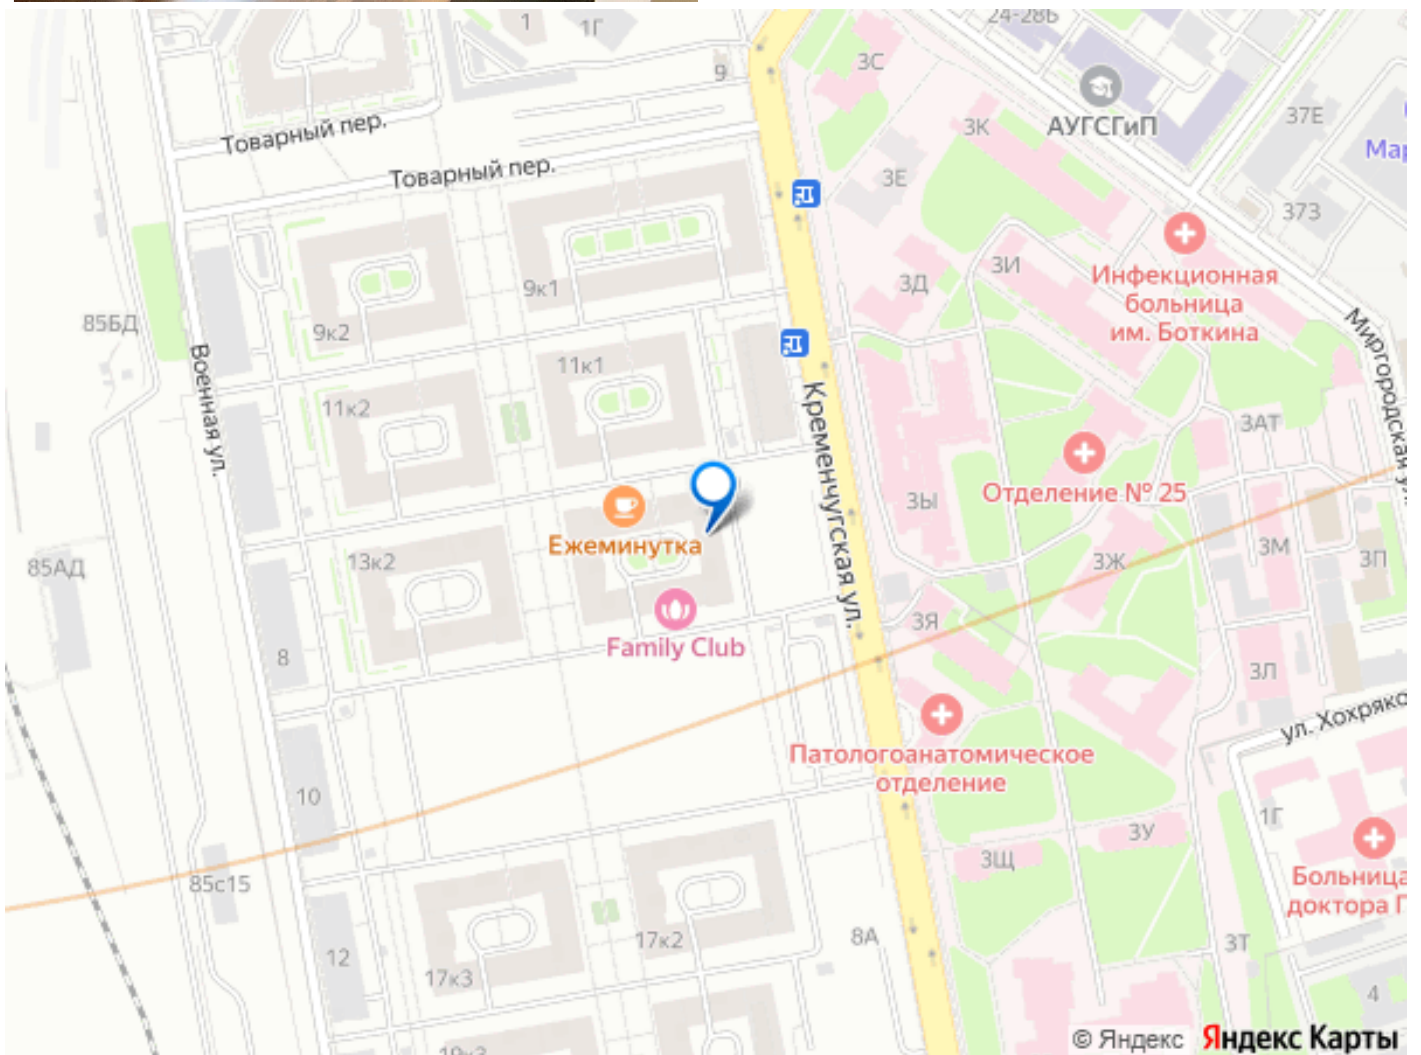 24-28Б
1
1Г
3С
9
АУГСГиП
37Е
3К
Товарный пер.
Товарный пер.
3Е
373
3И
3Д
Инфекционная
больница
им. Боткина
9к1
9к2
85БД
Миргородская ул.
Военная ул.
11к1
11к2
Кременчугская ул.
3АТ
Отделение № 25
3Ы
Ежеминутка
3М
3П
3Ж
13к2
85АД
3Я
Family Club
8
3Л
ул. Хохряко
Патологоанатомическое
отделение
10
1Г
3У
3Щ
Больница
доктора Г
85с15
17к2
8А
3Т
12
17к3
4
19к3
© Яндекс Яндекс Карты